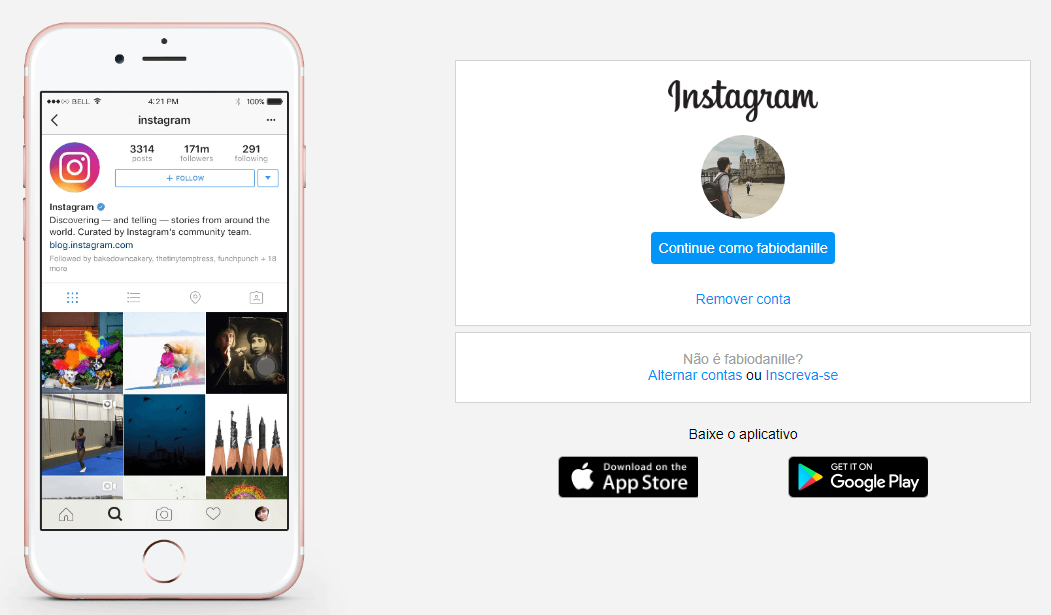 BELL
4:21 PM
100%
instagram
3314
posts
171m
followers
291
following
+ FOLLOW
Instagram
Discovering — and telling — stories from around the
world. Curated by Instagram's community team.
blog.instagram.com
Followed by bakedowncakery, thetinytemptress, funchpunch + 18
more
Instagram
Continue como fabiodanille
Remover conta
Não é fabiodanille?
Alternar contas ou Inscreva-se
Baixe o aplicativo
Download on the
App Store
GET IT ON
Google Play